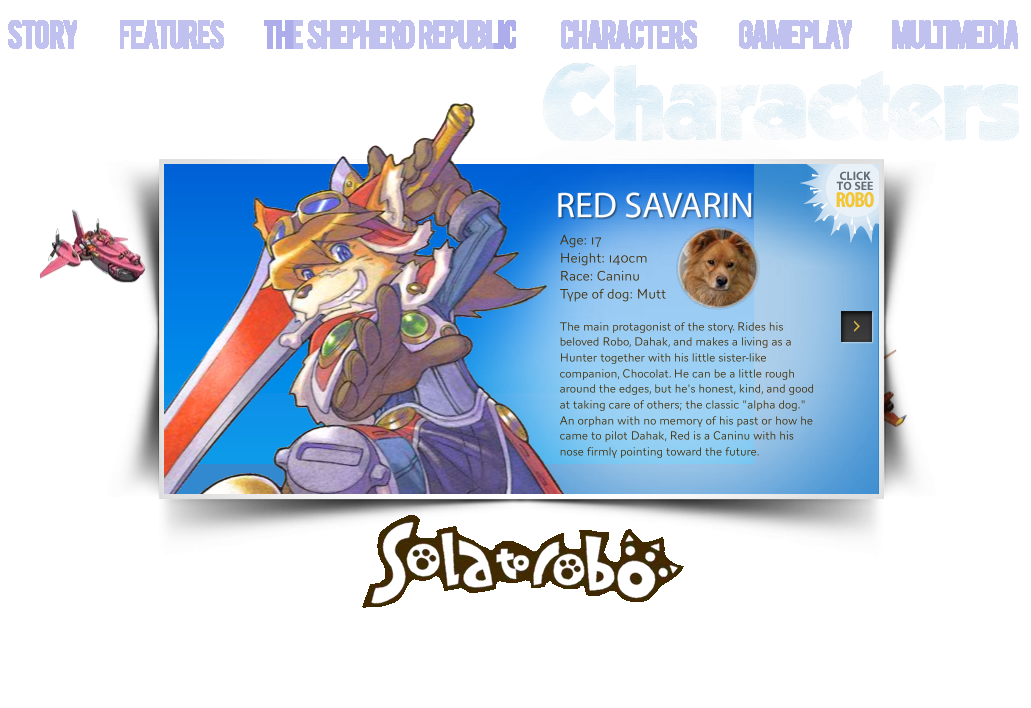 STORY FEATURES THE SHEPHERD REPUBLIC CHARACTERS GAMEPLAY MULTIMEDIA
Characters
CLICK
TO SEE
ROBO
RED SAVARIN
Age: 17
Height: 140cm
Race: Caninu
Type of dog: Mutt
The main protagonist of the story. Rides his
beloved Robo, Dahak, and makes a living as a
Hunter together with his little sister-like
companion, Chocolat. He can be a little rough
around the edges, but he's honest, kind, and good
at taking care of others; the classic "alpha dog."
An orphan with no memory of his past or how he
came to pilot Dahak, Red is a Caninu with his
nose firmly pointing toward the future.
Solatorobo